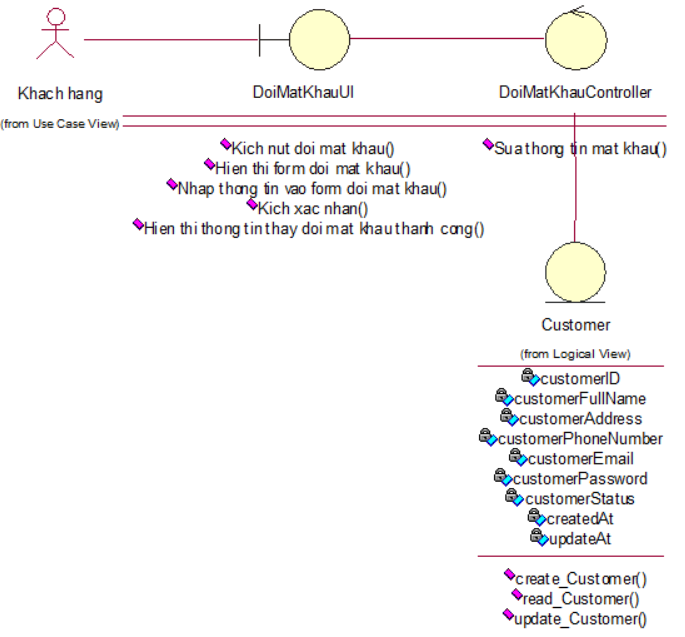 Khach hang
(from Use Case View)
DoiMatKhauUI
Kich nut doi mat khau()
Hien thi form doi mat khau()
Nhap thong tin vao form doi mat khau()
Kich xac nhan()
Hien thi thong tin thay doi mat khau thanh cong()
DoiMatKhauController
Sua thong tin mat khau()
Customer
(from Logical View)
customerID
customerFullName
customerAddress
customerPhoneNumber
customerEmail
customerPassword
customerStatus
createdAt
updateAt
create_Customer()
read_Customer()
update_Customer()